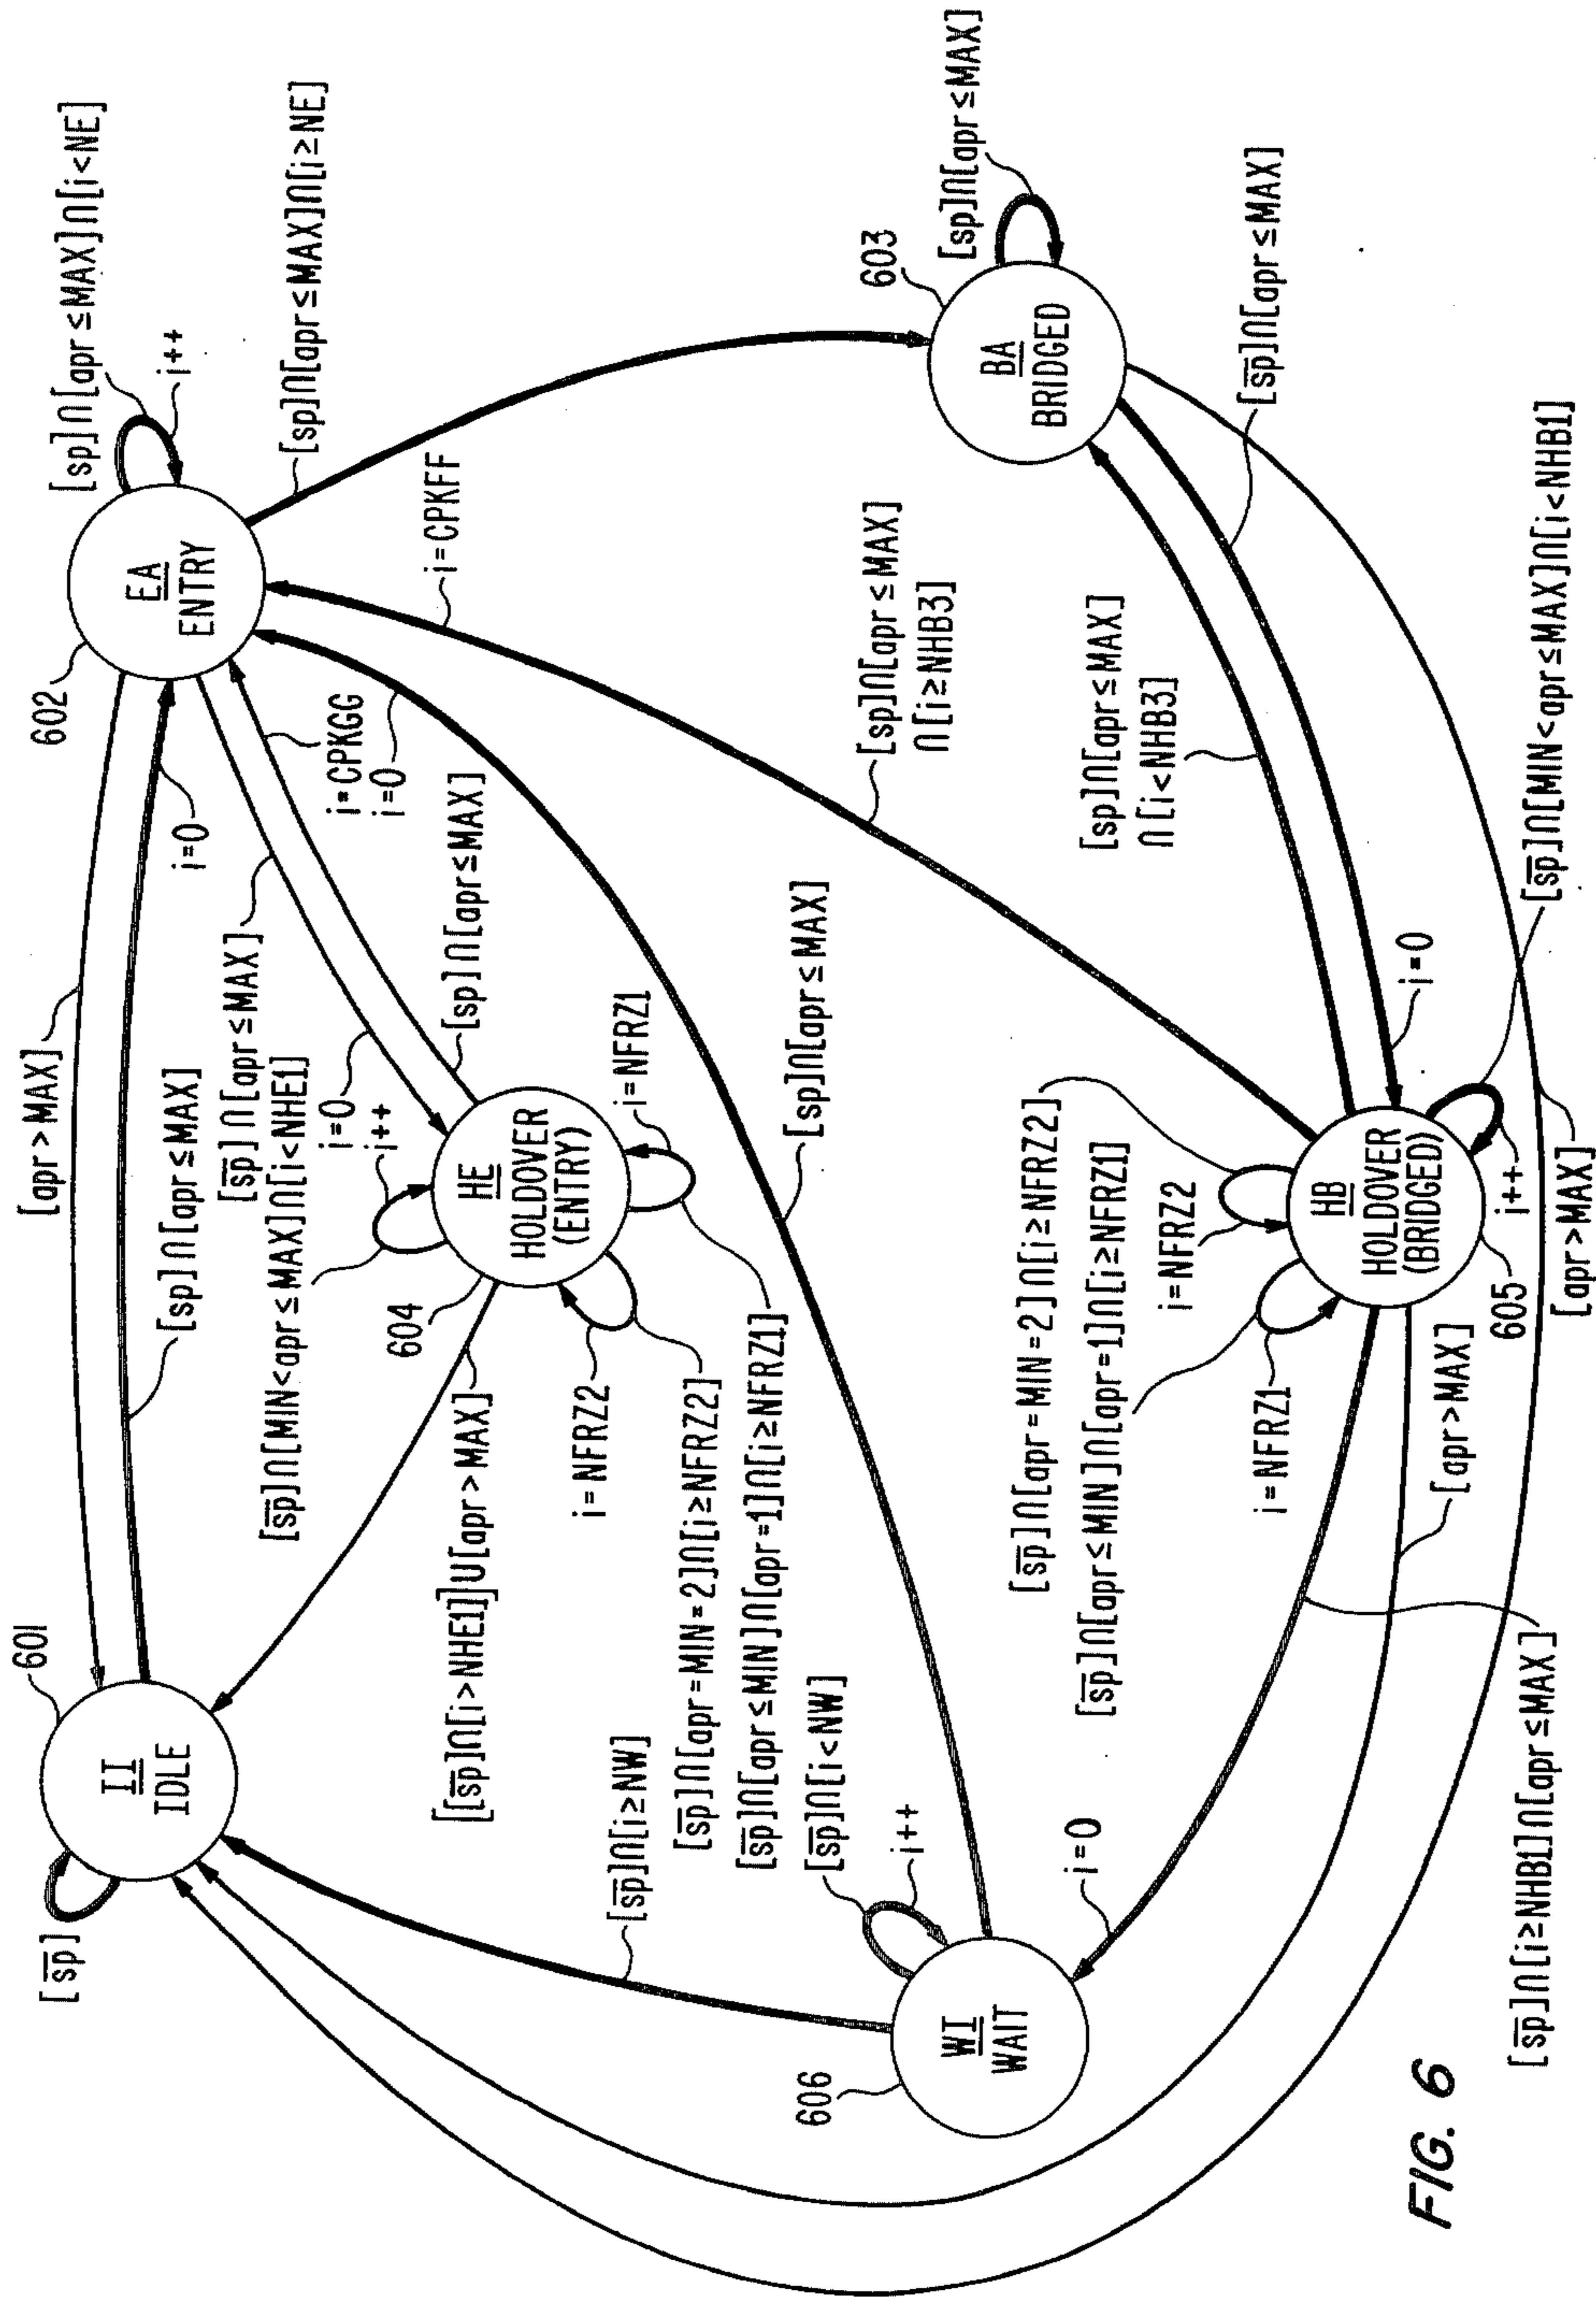 [s̅p̅]
601
II
IDLE
[apr>MAX]
[sp]∩[apr≤MAX]
i=0
602
EA
ENTRY
[sp]∩[apr≤MAX]∩[i<NE]
i++
[sp]∩[apr≤MAX]∩[i≥NE]
[s̅p̅]∩[apr≤MAX]
i=0
i=CPKGG
i=0
i=CPKFF
[sp]∩[apr≤MAX]
[s̅p̅]∩[MIN<apr≤MAX]∩[i<NHE1]
i++
604
HE
HOLDOVER
(ENTRY)
i=NFRZ1
i=NFRZ2
[[s̅p̅]∩[i>NHE1]]∪[apr>MAX]
[s̅p̅]∩[apr=MIN=2]∩[i≥NFRZ2]
[s̅p̅]∩[apr≤MIN]∩[apr=1]∩[i≥NFRZ1]
[s̅p̅]∩[i≥NW]
[s̅p̅]∩[i<NW]
i++
606
WI
WAIT
i=0
[sp]∩[apr≤MAX]
[sp]∩[apr≤MAX]
∩[i≥NHB3]
603
BA
BRIDGED
[sp]∩[apr≤MAX]
[s̅p̅]∩[apr≤MAX]
[sp]∩[apr≤MAX]
∩[i<NHB3]
i=0
[s̅p̅]∩[apr=MIN=2]∩[i≥NFRZ2]
[s̅p̅]∩[apr≤MIN]∩[apr=1]∩[i≥NFRZ1]
i=NFRZ2
i=NFRZ1
HB
HOLDOVER
(BRIDGED)
605
i++
[s̅p̅]∩[MIN<apr≤MAX]∩[i<NHB1]
[apr>MAX]
[apr>MAX]
[s̅p̅]∩[i≥NHB1]∩[apr≤MAX]
FIG. 6